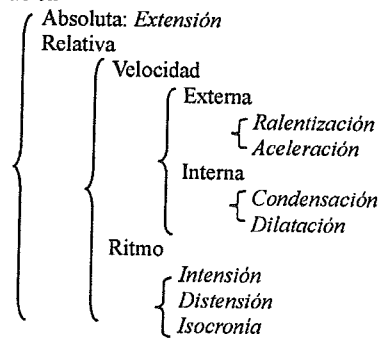 Absoluta: Extensión
Relativa
Velocidad
Externa
Ralentización
Aceleración
Interna
Condensación
Dilatación
Ritmo
Intensión
Distensión
Isocronía